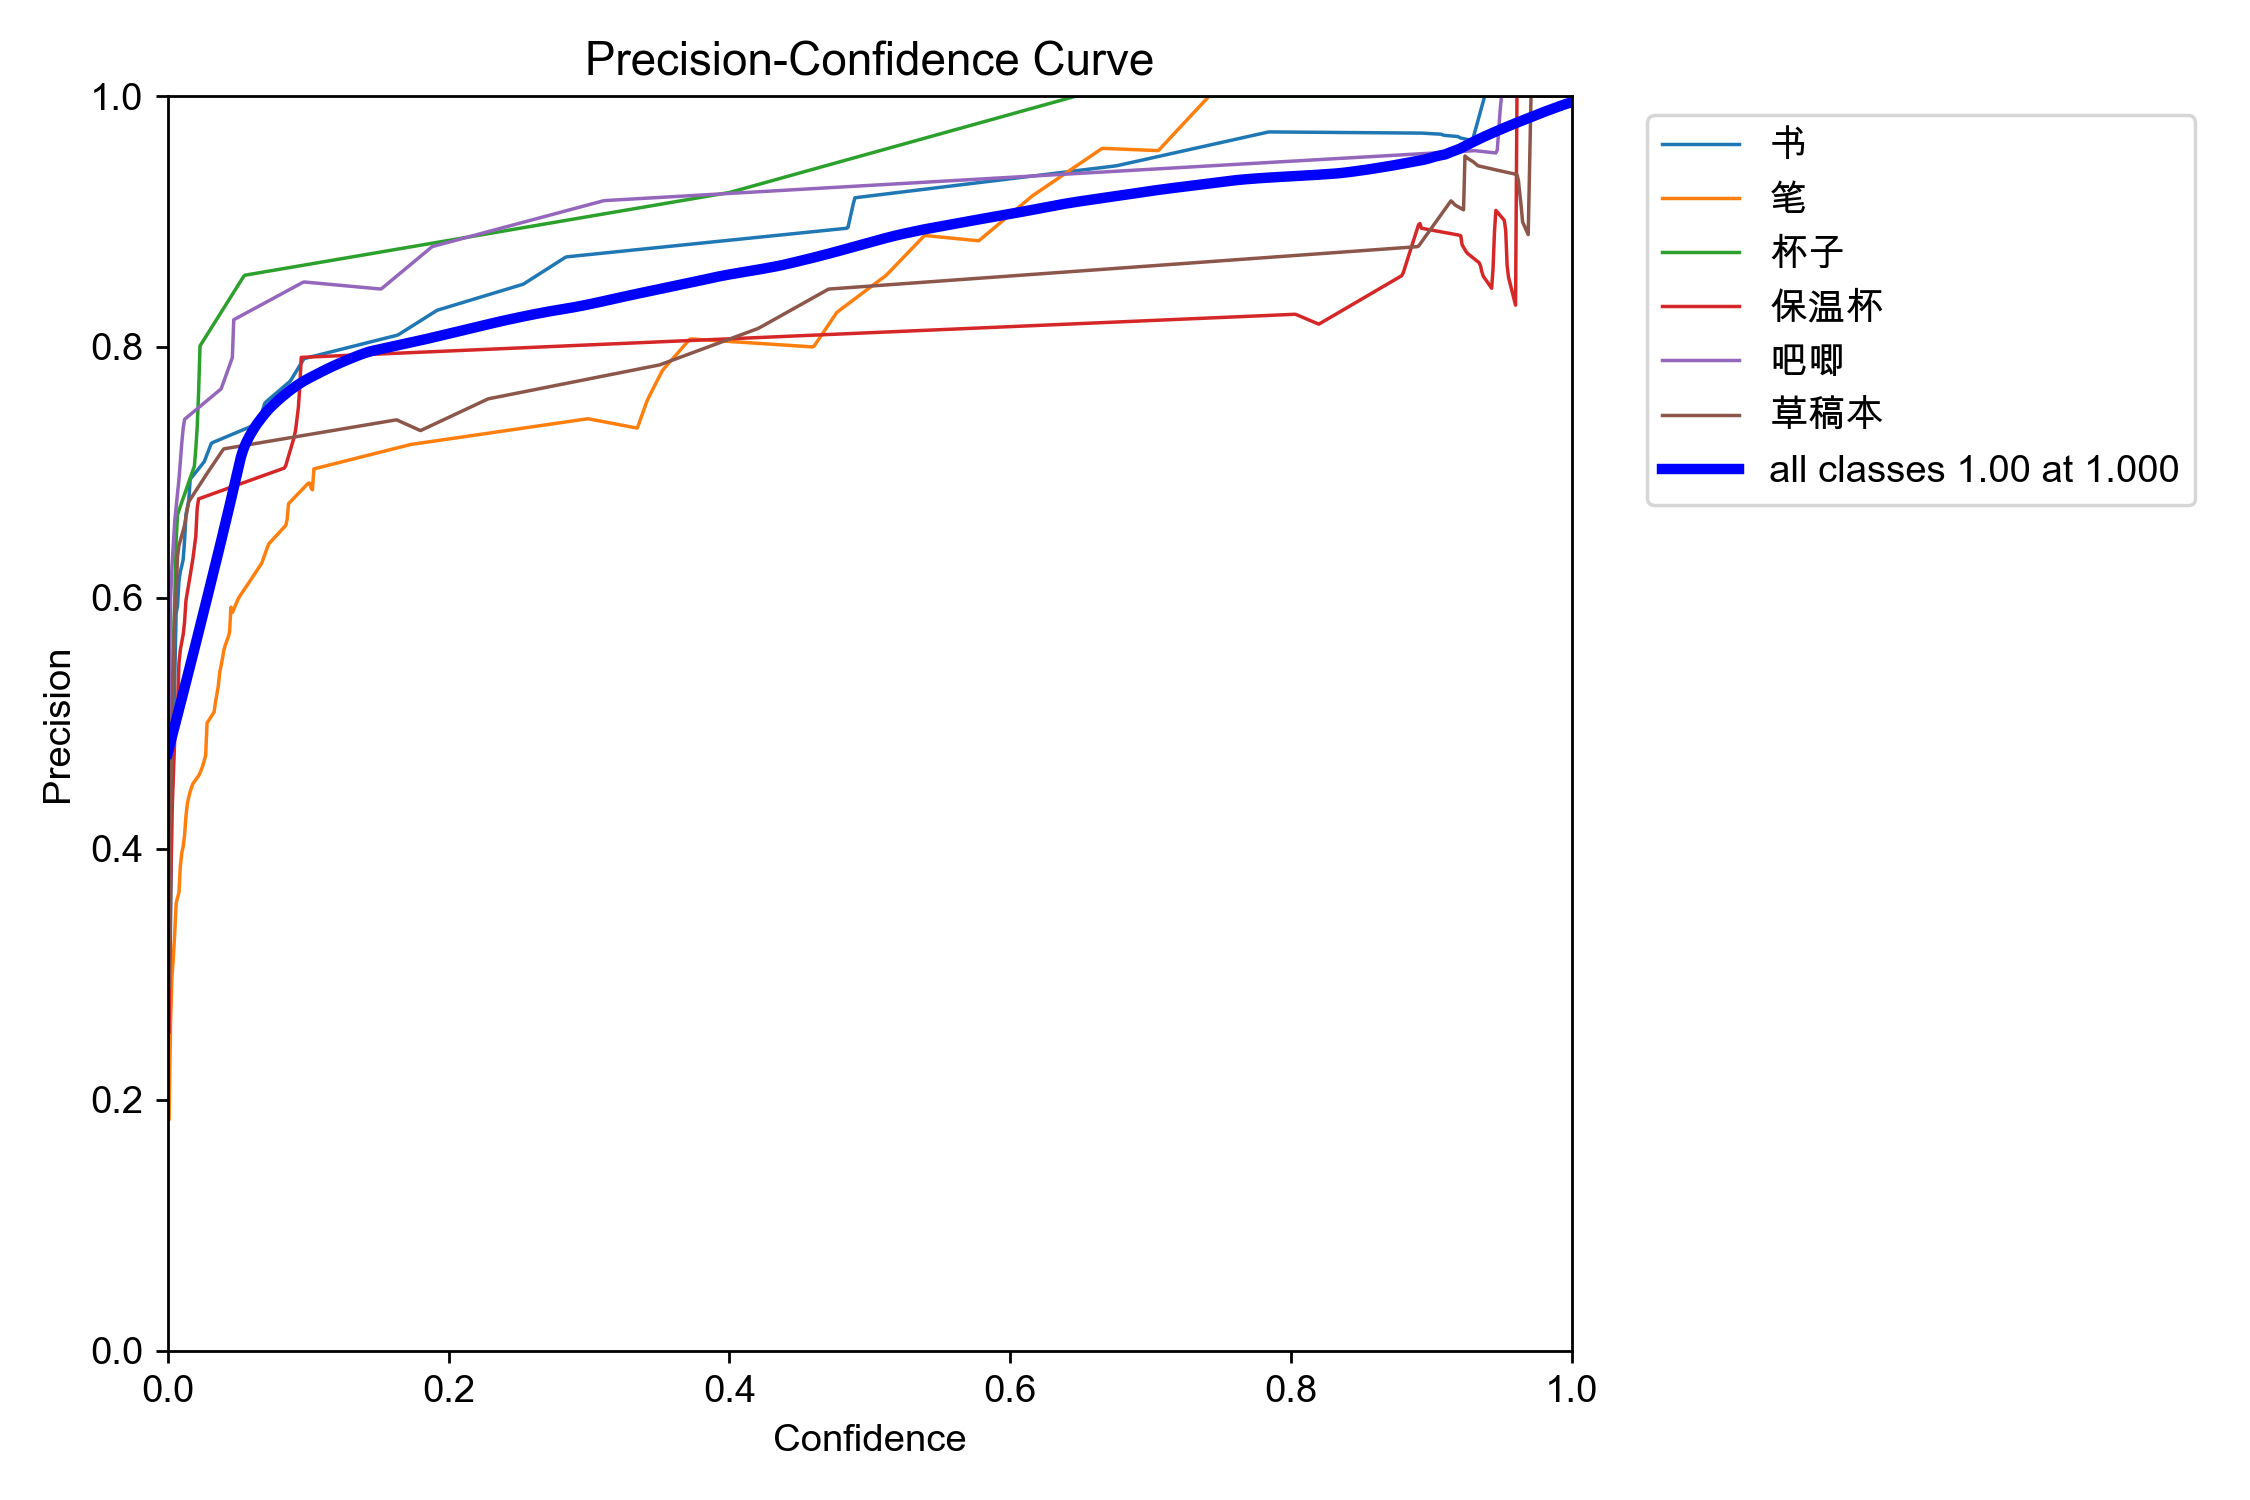 Precision-Confidence Curve
1.0
0.8
0.6
0.4
0.2
0.0
Precision
0.0 0.2 0.4 0.6 0.8 1.0
Confidence
书
笔
杯子
保温杯
吧唧
草稿本
all classes 1.00 at 1.000